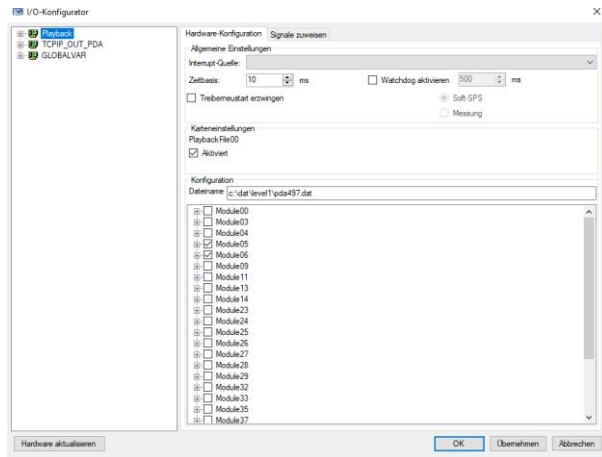 I/O-Konfigurator
Playback
TCPIP_OUT_PDA
GLOBALVAR
Hardware-Konfiguration Signale zuweisen
Allgemeine Einstellungen
Interrupt-Quelle:
Zeitbasis: 10 ms Watchdog aktivieren 500 ms
Treiberneustart erzwingen Soft-SPS
Messung
Karteneinstellungen
PlaybackFile00
Aktiviert
Konfiguration
Dateiname c:\dat\level1\pda497.dat
Module00
Module03
Module04
Module05
Module06
Module09
Module11
Module13
Module14
Module23
Module24
Module25
Module26
Module27
Module28
Module29
Module32
Module33
Module35
Module37
Hardware aktualisieren OK Übernehmen Abbrechen